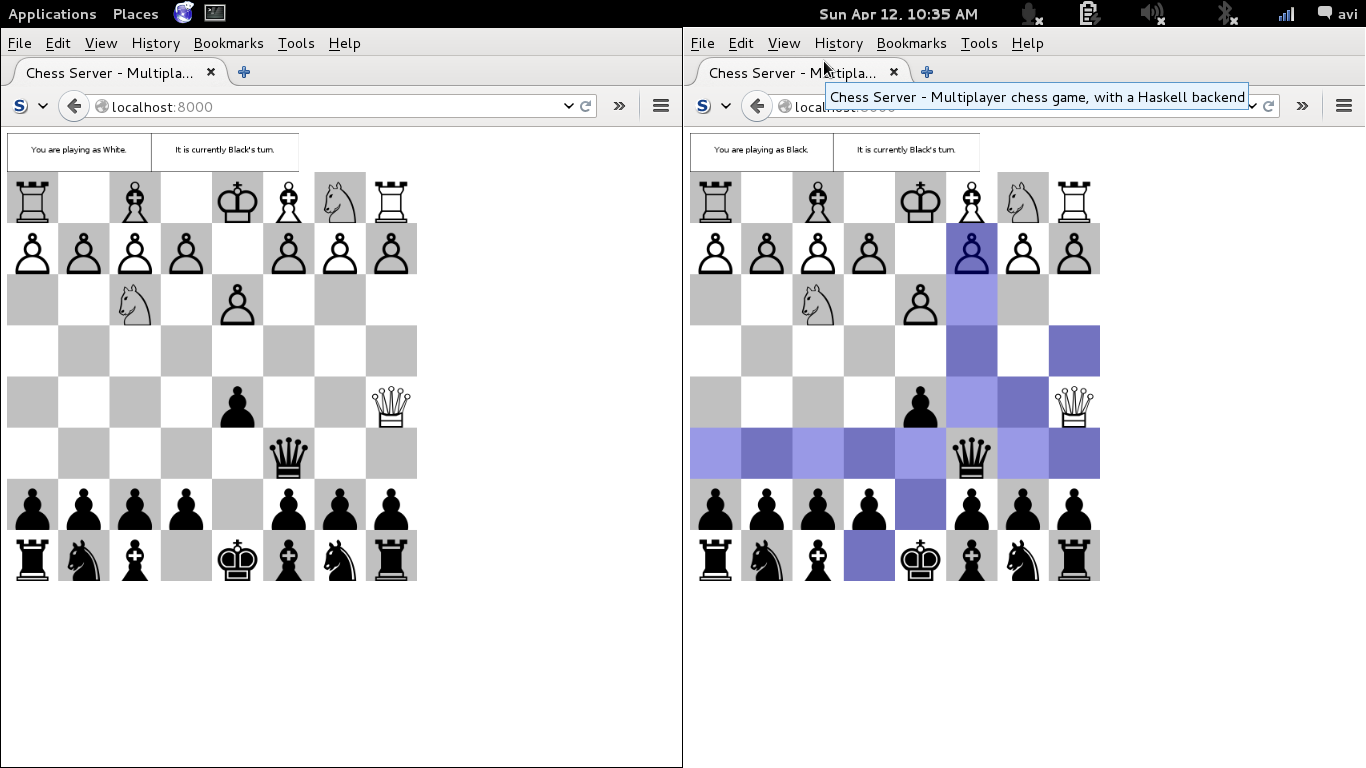 Applications Places Sun Apr 12, 10:35 AM avi
File Edit View History Bookmarks Tools Help
Chess Server - Multipla...
S localhost:8000
You are playing as White. It is currently Black's turn.
File Edit View History Bookmarks Tools Help
Chess Server - Multipla...
Chess Server - Multiplayer chess game, with a Haskell backend
S
You are playing as Black. It is currently Black's turn.